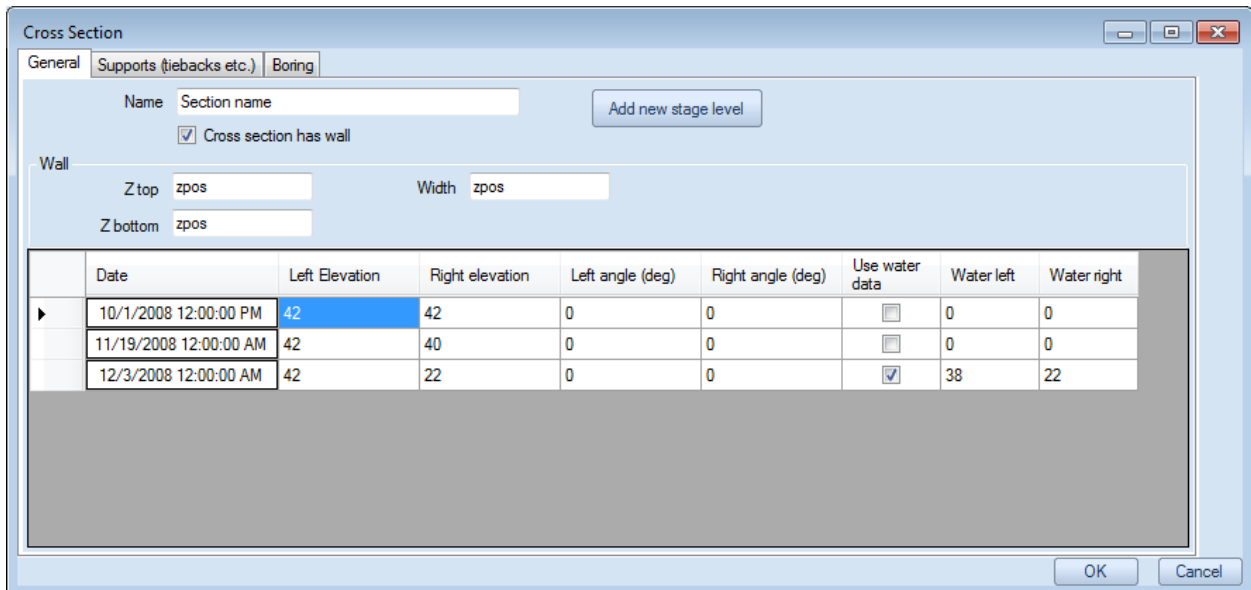 Cross Section
General Supports (tiebacks etc.) Boring
Name Section name Add new stage level
Cross section has wall
Wall
Z top zpos Width zpos
Z bottom zpos
Date Left Elevation Right elevation Left angle (deg) Right angle (deg) Use water data Water left Water right
10/1/2008 12:00:00 PM 42 42 0 0 0 0
11/19/2008 12:00:00 AM 42 40 0 0 0 0
12/3/2008 12:00:00 AM 42 22 0 0 38 22
OK Cancel